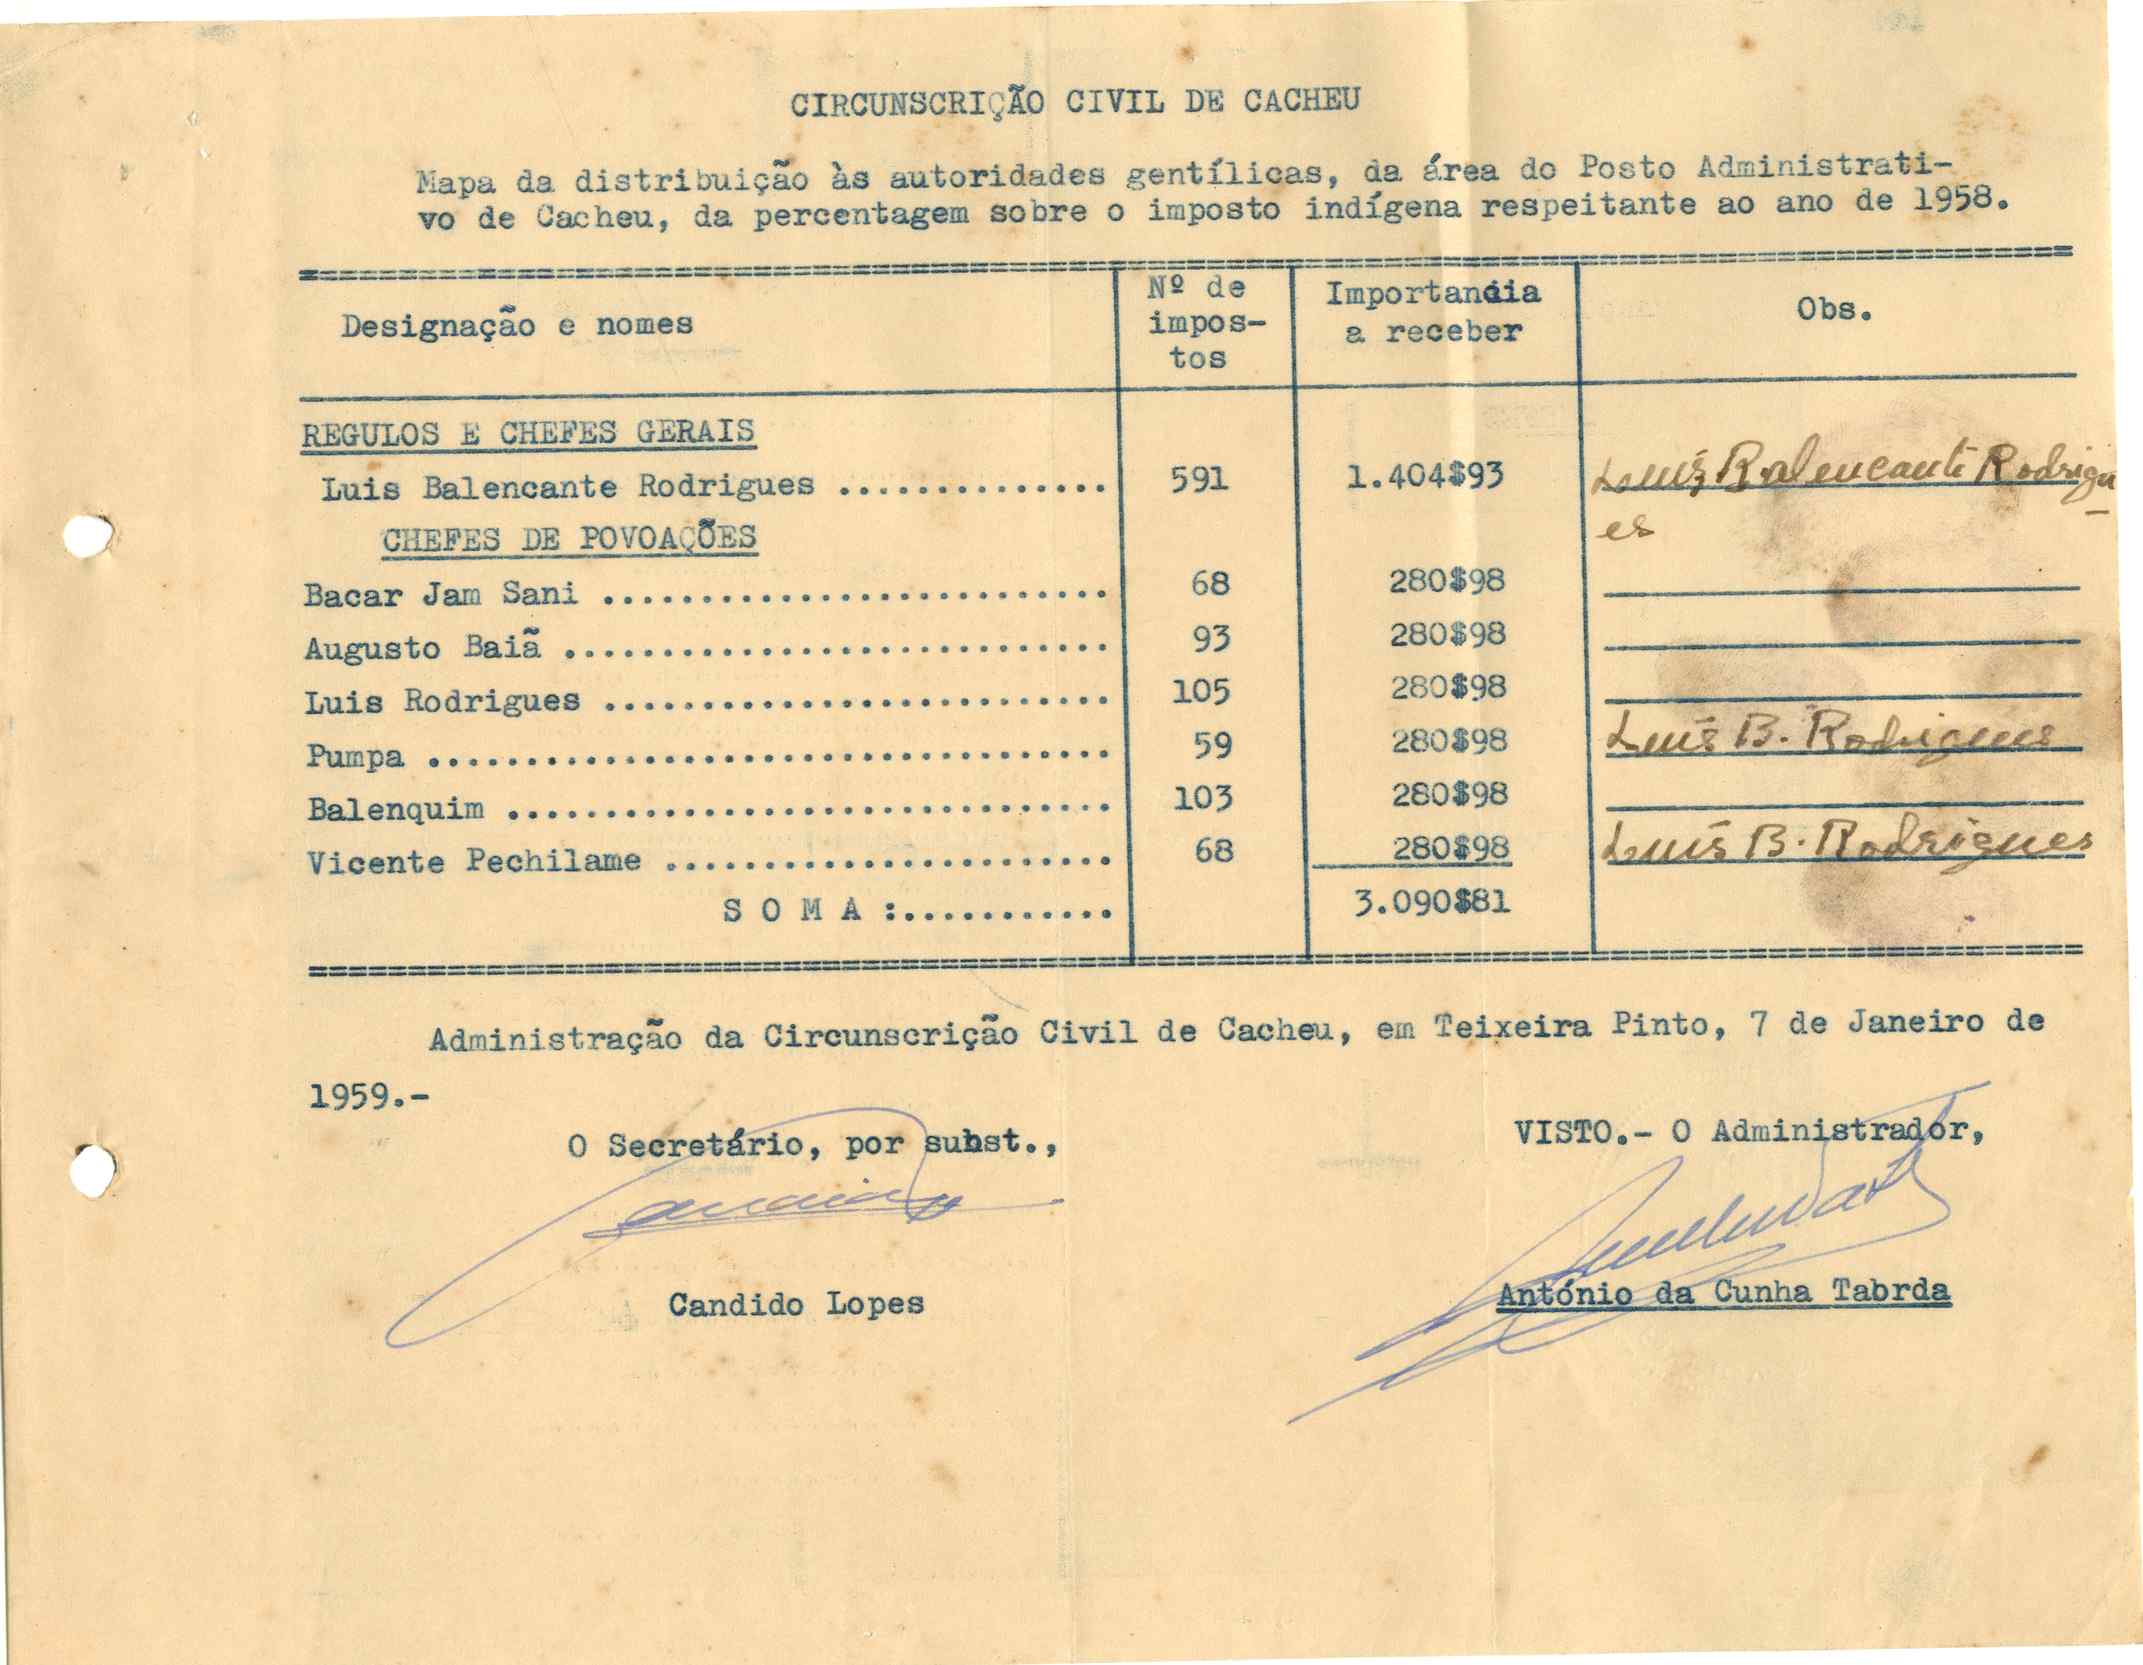 CIRCUNSCRIÇÃO CIVIL DE CACHEU
Mapa da distribuição às autoridades gentílicas, da área do Posto Administrati-
vo de Cacheu, da percentagem sobre o imposto indígena respeitante ao ano de 1958.
Designação e nomes Nº de impos- tos Importancia a receber Obs.
REGULOS E CHEFES GERAIS
Luis Balencante Rodrigues .............. 591 1.404$93 Luís Balencante Rodrigu
es
CHEFES DE POVOAÇÕES
Bacar Jam Sani .......................... 68 280$98
Augusto Baiã ............................ 93 280$98
Luis Rodrigues .......................... 105 280$98
Pumpa ................................... 59 280$98 Luís B. Rodrigues
Balenquim ............................... 103 280$98
Vicente Pechilame ....................... 68 280$98 Luís B. Rodrigues
S O M A :........... 3.090$81
Administração da Circunscrição Civil de Cacheu, em Teixeira Pinto, 7 de Janeiro de
1959.-
O Secretário, por subst.,
VISTO.- O Administrador,
Candido Lopes
António da Cunha Tabrda